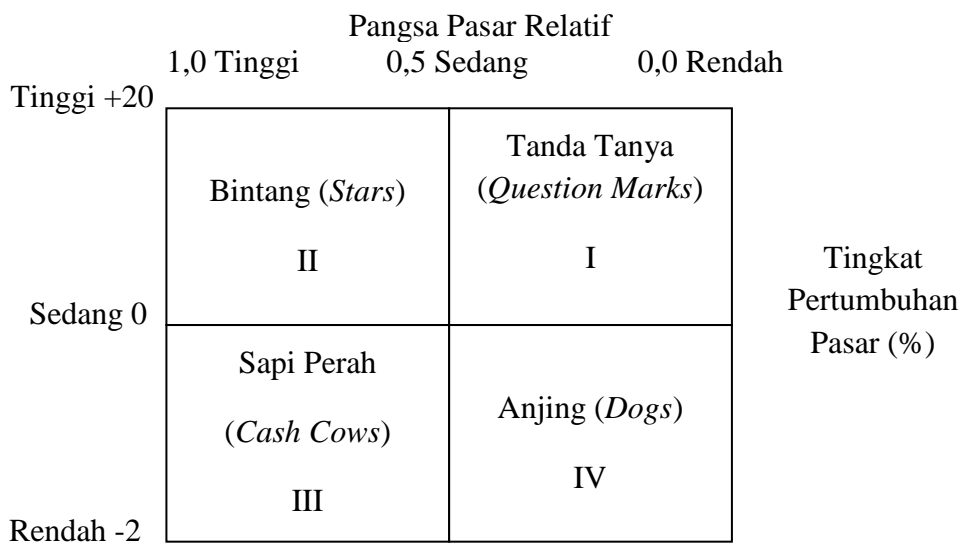 Pangsa Pasar Relatif
1,0 Tinggi 0,5 Sedang 0,0 Rendah
Tinggi +20
Bintang (Stars)
II
Tanda Tanya
(Question Marks)
I
Tingkat
Pertumbuhan
Pasar (%)
Sedang 0
Sapi Perah
(Cash Cows)
III
Anjing (Dogs)
IV
Rendah -2